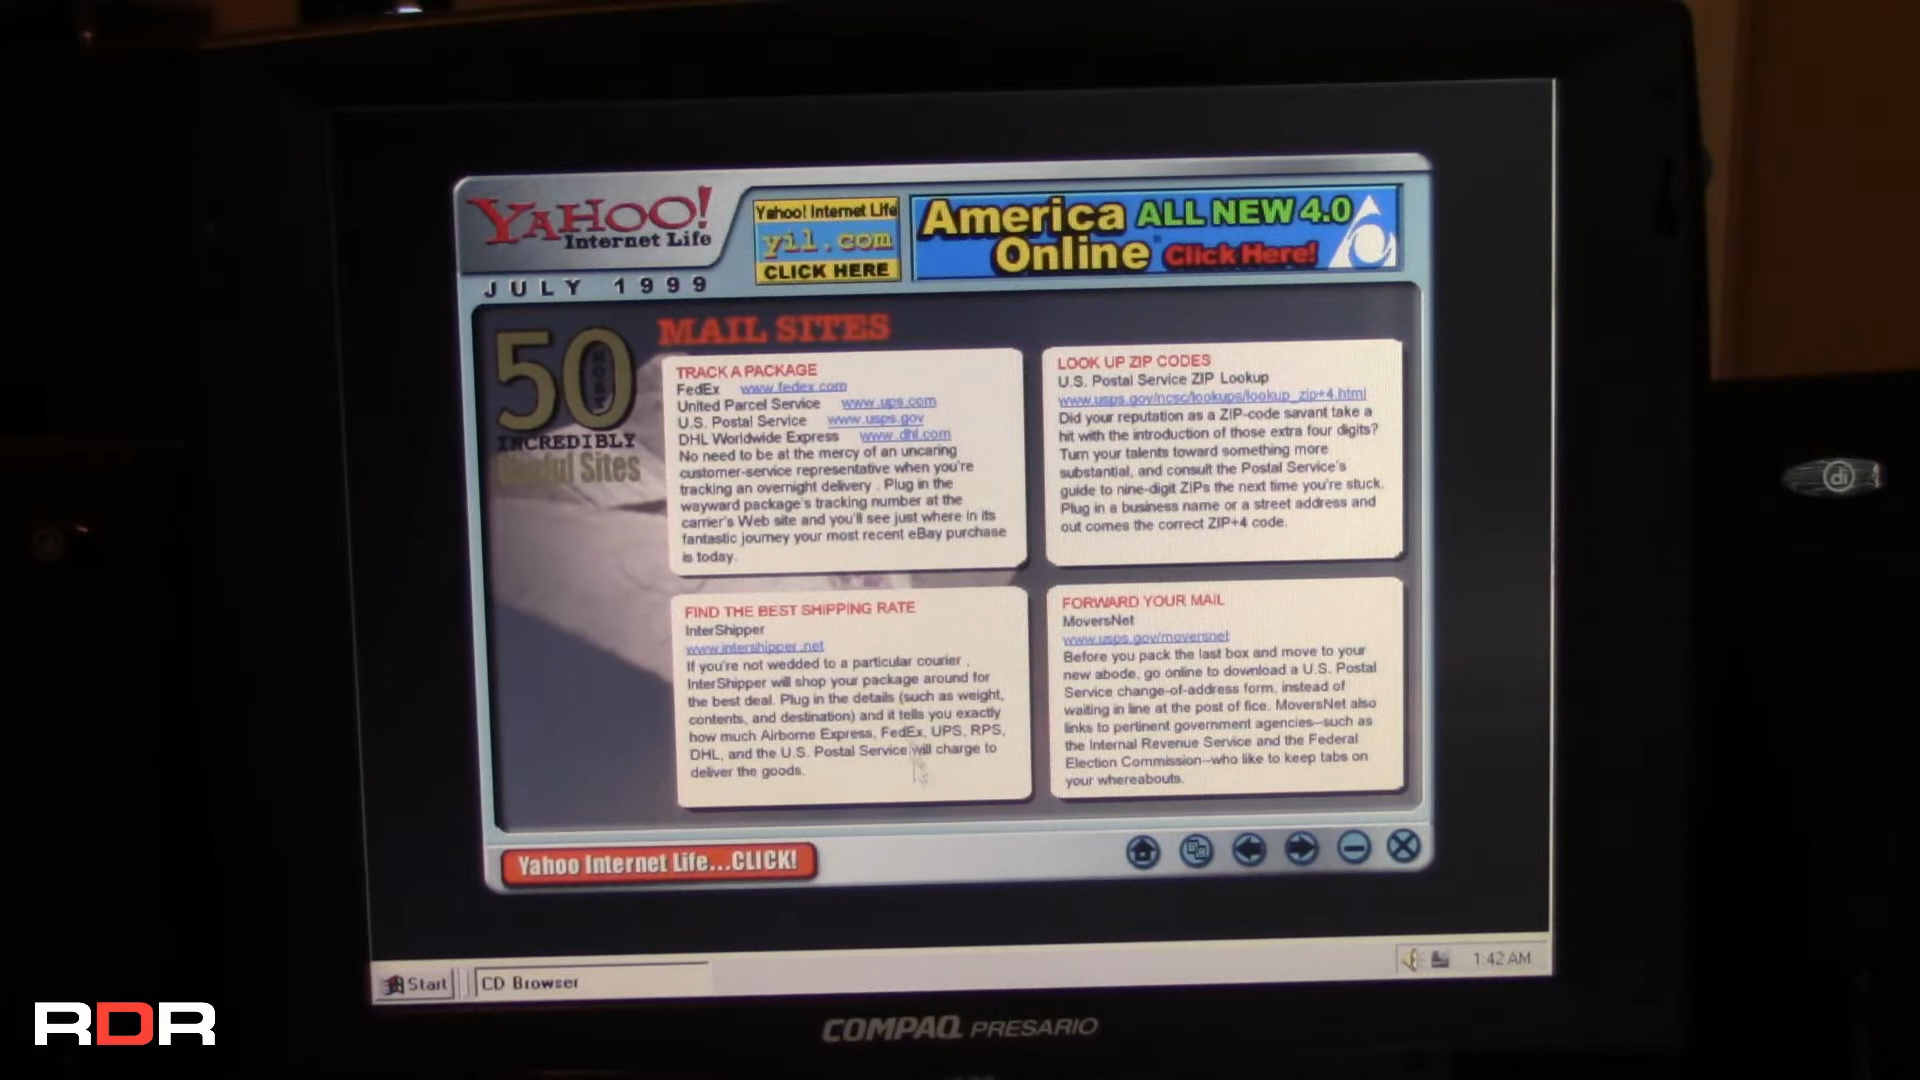 YAHOO!
Internet Life
JULY 1999
Yahoo! Internet Life
yil.com
CLICK HERE
America
Online
ALL NEW 4.0
Click Here!
50
MOST
INCREDIBLY
Useful Sites
MAIL SITES
TRACK A PACKAGE
FedEx www.fedex.com
United Parcel Service www.ups.com
U.S. Postal Service www.usps.gov
DHL Worldwide Express www.dhl.com
No need to be at the mercy of an uncaring
customer-service representative when you're
tracking an overnight delivery . Plug in the
wayward package's tracking number at the
carrier's Web site and you'll see just where in its
fantastic journey your most recent eBay purchase
is today.
LOOK UP ZIP CODES
U.S. Postal Service ZIP Lookup
www.usps.gov/ncsc/lookups/lookup_zip+4.html
Did your reputation as a ZIP-code savant take a
hit with the introduction of those extra four digits?
Turn your talents toward something more
substantial, and consult the Postal Service's
guide to nine-digit ZIPs the next time you're stuck.
Plug in a business name or a street address and
out comes the correct ZIP+4 code.
FIND THE BEST SHIPPING RATE
InterShipper
www.intershipper.net
If you're not wedded to a particular courier ,
InterShipper will shop your package around for
the best deal. Plug in the details (such as weight,
contents, and destination) and it tells you exactly
how much Airborne Express, FedEx, UPS, RPS,
DHL, and the U.S. Postal Service will charge to
deliver the goods.
FORWARD YOUR MAIL
MoversNet
www.usps.gov/moversnet
Before you pack the last box and move to your
new abode, go online to download a U.S. Postal
Service change-of-address form, instead of
waiting in line at the post of fice. MoversNet also
links to pertinent government agencies--such as
the Internal Revenue Service and the Federal
Election Commission--who like to keep tabs on
your whereabouts.
Yahoo Internet Life...CLICK!
Start
CD Browser
1:42 AM
COMPAQ PRESARIO
di
RDR